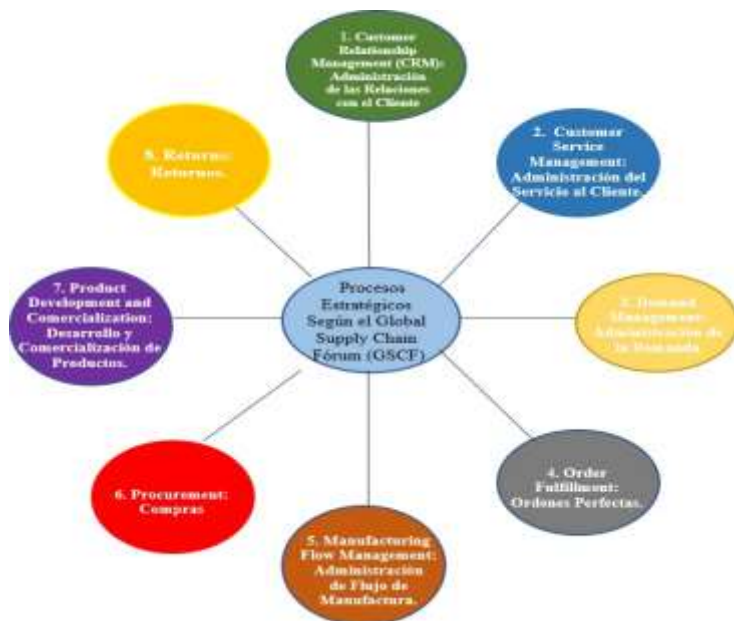 1. Customer
Relationship
Management (CRM):
Administración
de las Relaciones
con el Cliente
2. Customer
Service
Management:
Administración del
Servicio al Cliente.
3. Demand
Management:
Administración de
la Demanda
4. Order
Fulfillment:
Ordones Perfectas.
5. Manufacturing
Flow Management:
Administración
de Flujo de
Manufactura.
6. Procurement:
Compras
7. Product
Development and
Comercialization:
Desarrollo y
Comercialización de
Productos.
8. Returns:
Retornos.
Procesos
Estratégicos
Según el Global
Supply Chain
Fórum (GSCF)